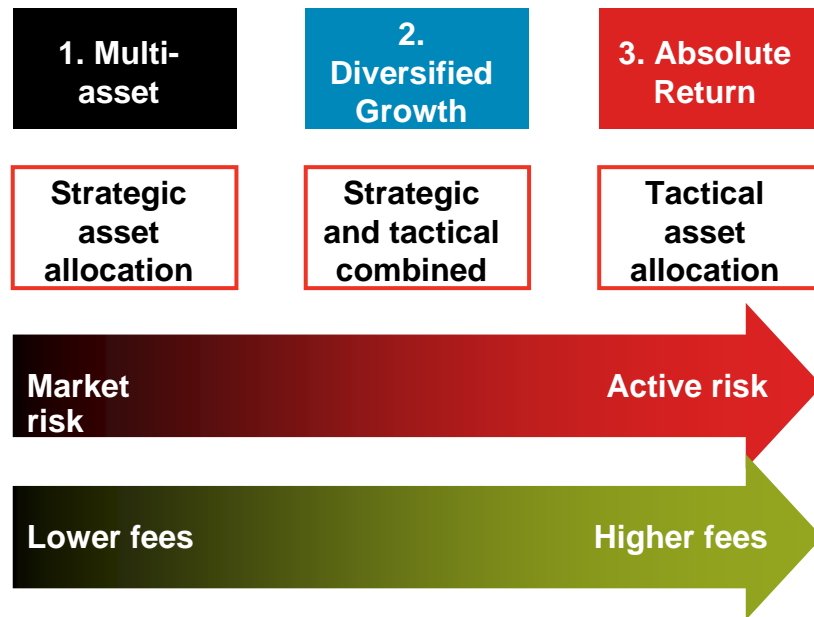 1. Multi-
asset
2.
Diversified
Growth
3. Absolute
Return
Strategic
asset
allocation
Strategic
and tactical
combined
Tactical
asset
allocation
Market
risk
Active risk
Lower fees
Higher fees